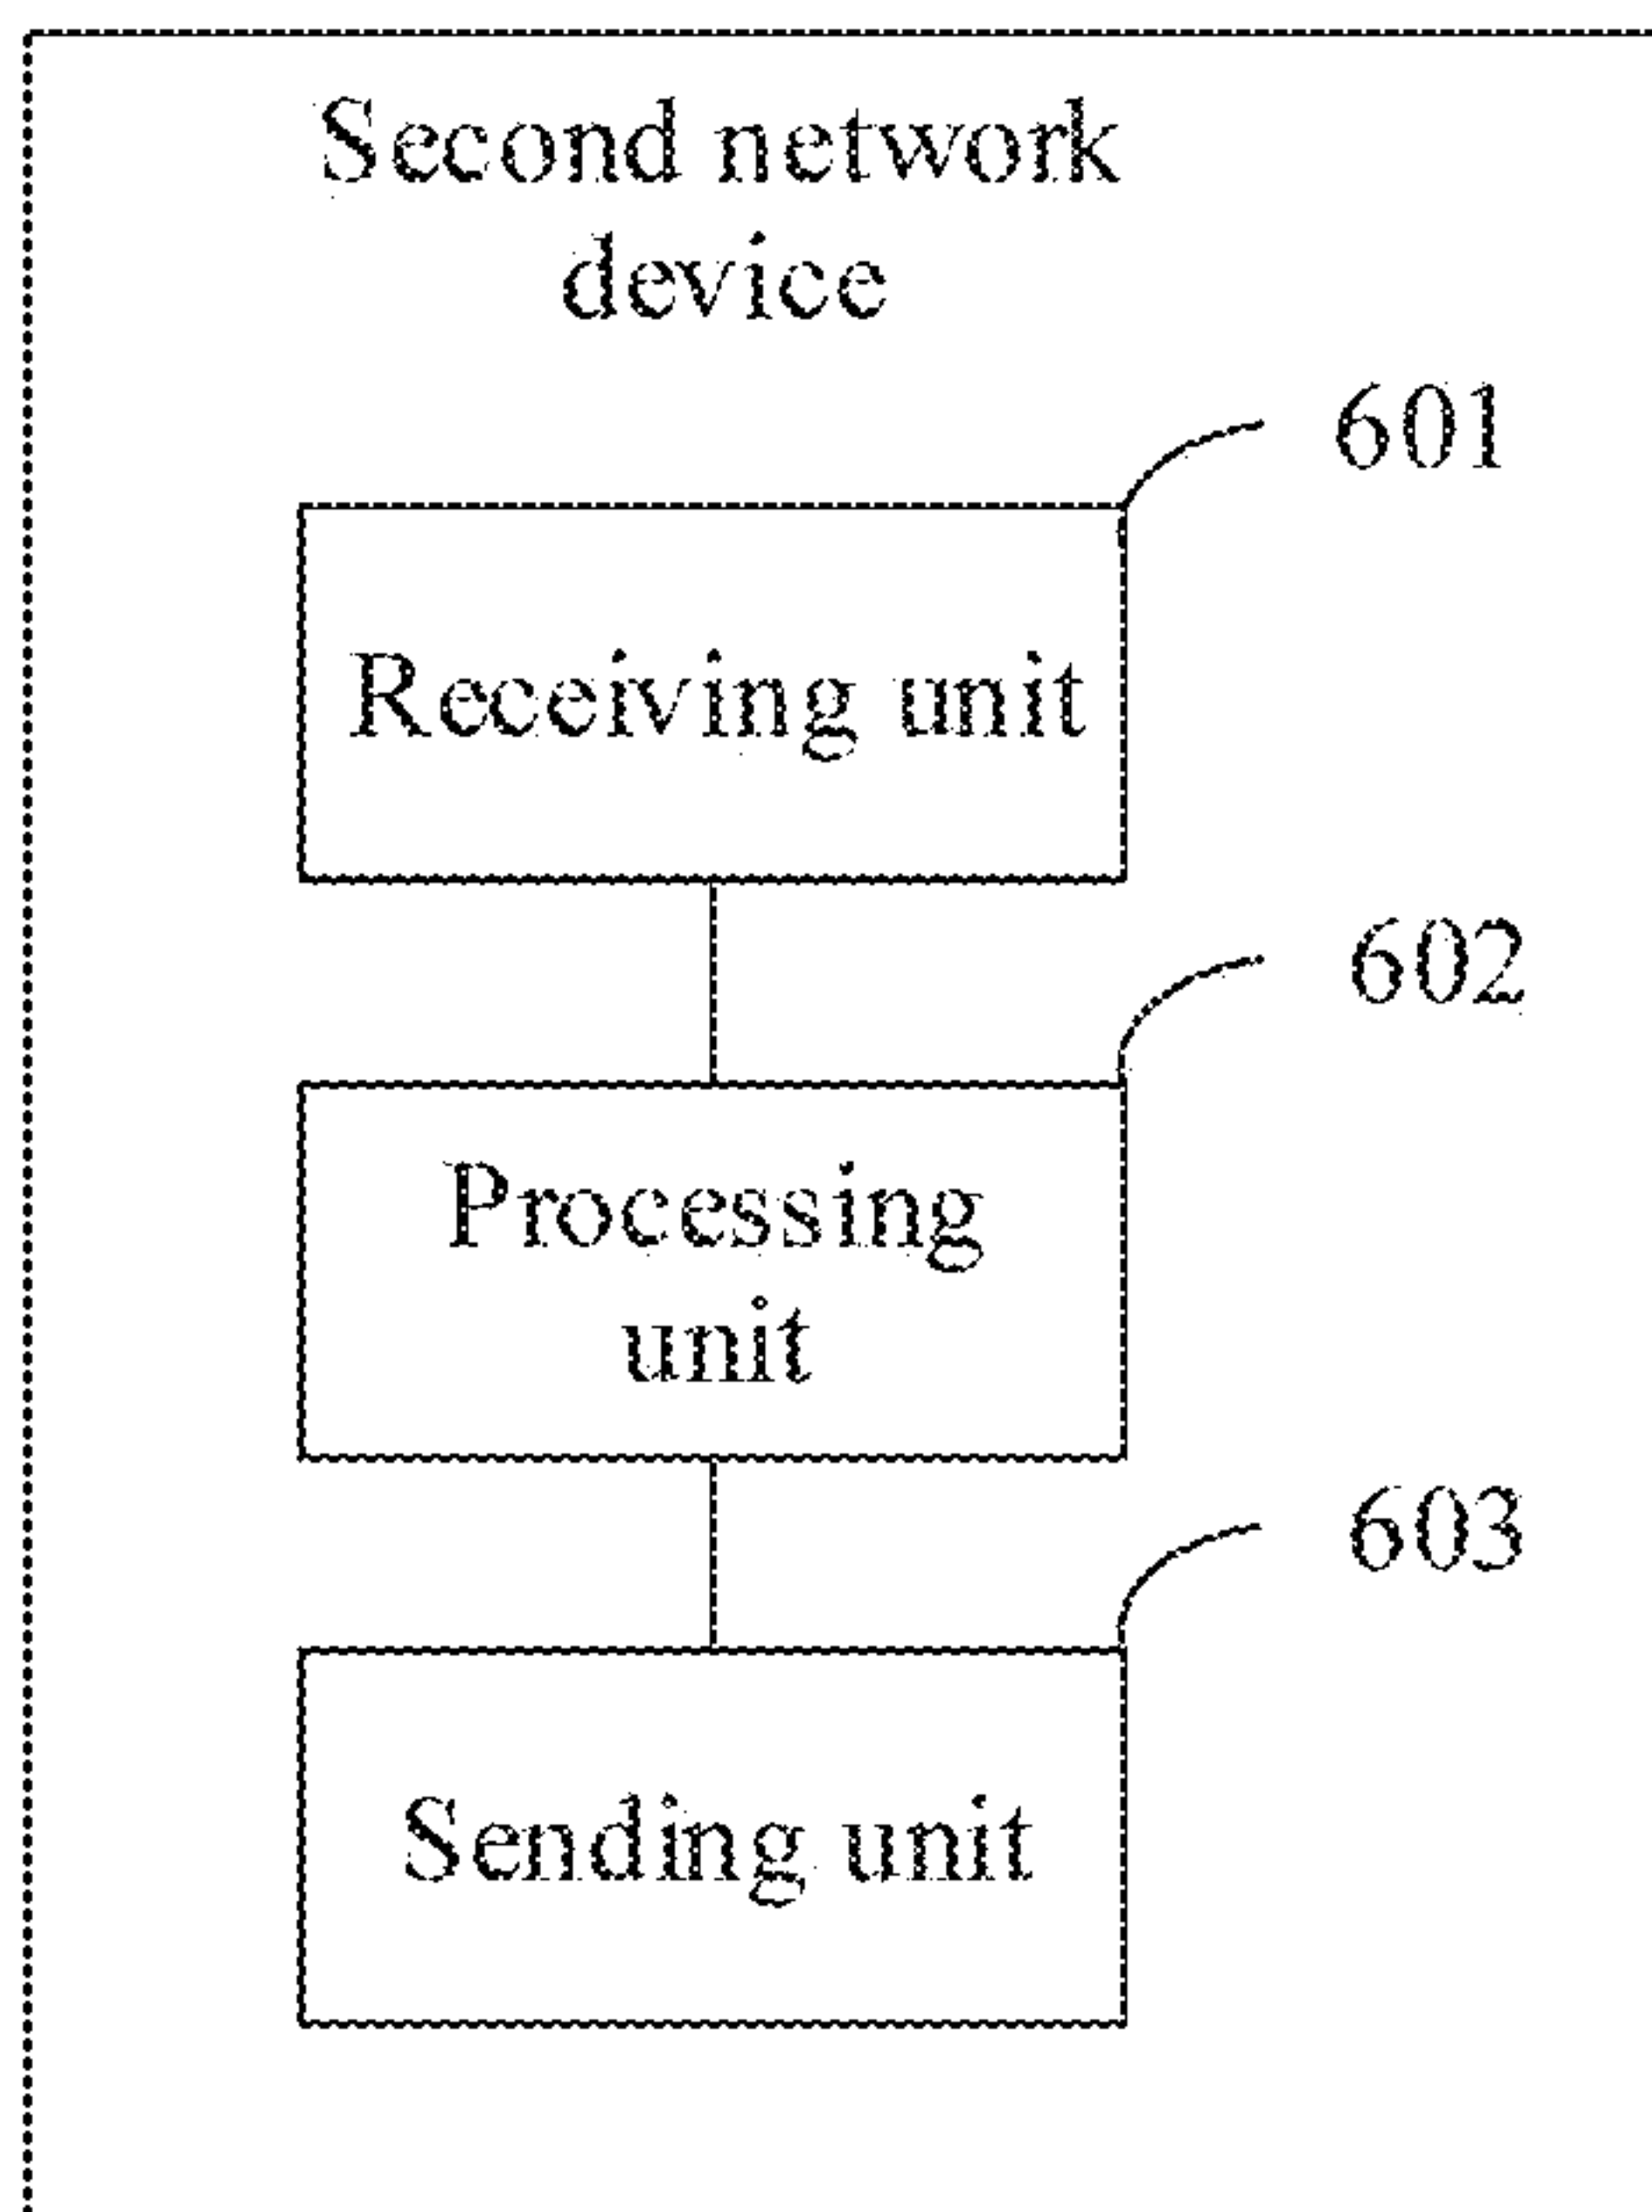 Second network
device
601
Receiving unit
602
Processing
unit
603
Sending unit